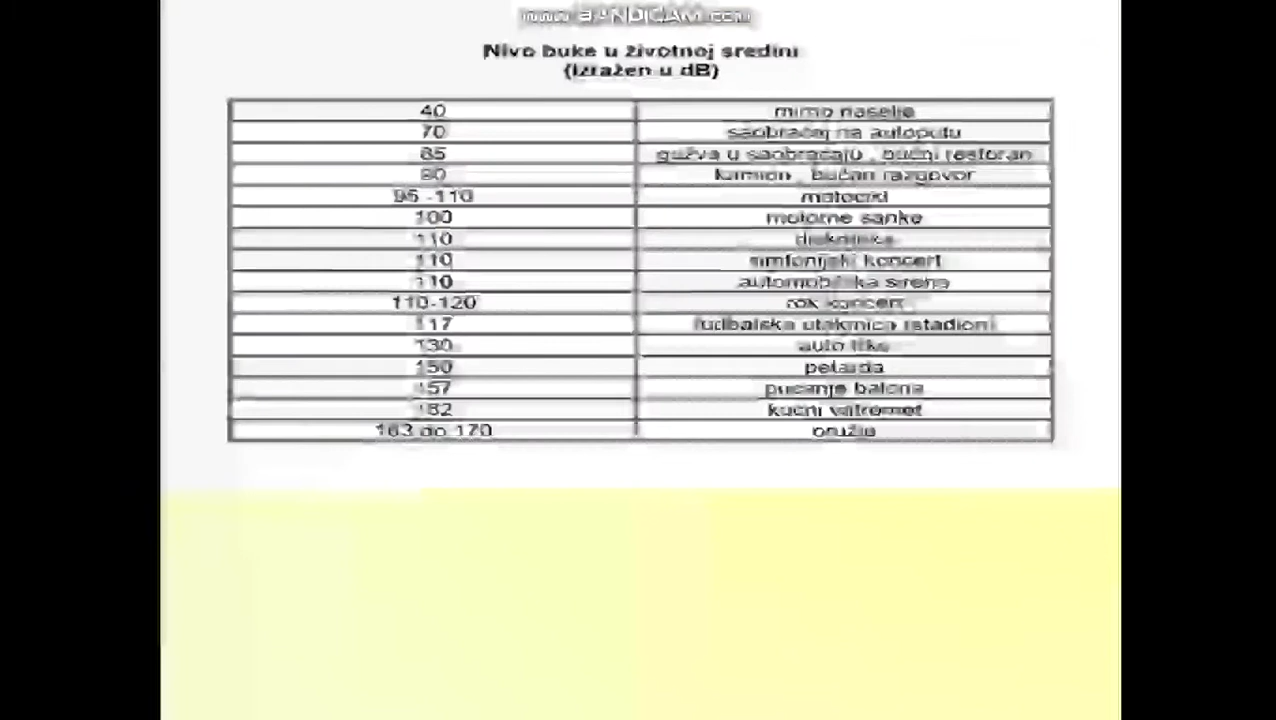 www.BANDICAM.com
Nivo buke u životnoj sredini
(izražen u dB)
40 mirno naselje
70 saobraćaj na autoputu
85 gužva u saobraćaju , bučni restoran
90 kamion , bučan razgovor
95 -110 motocikl
100 motorne sanke
110 diskoteka
110 simfonijski koncert
110 automobilska sirena
110-120 rok koncert
117 fudbalska utakmica (stadion)
130 auto trke
150 petarda
157 pucanje balona
162 kućni vatromet
163 do 170 oružje